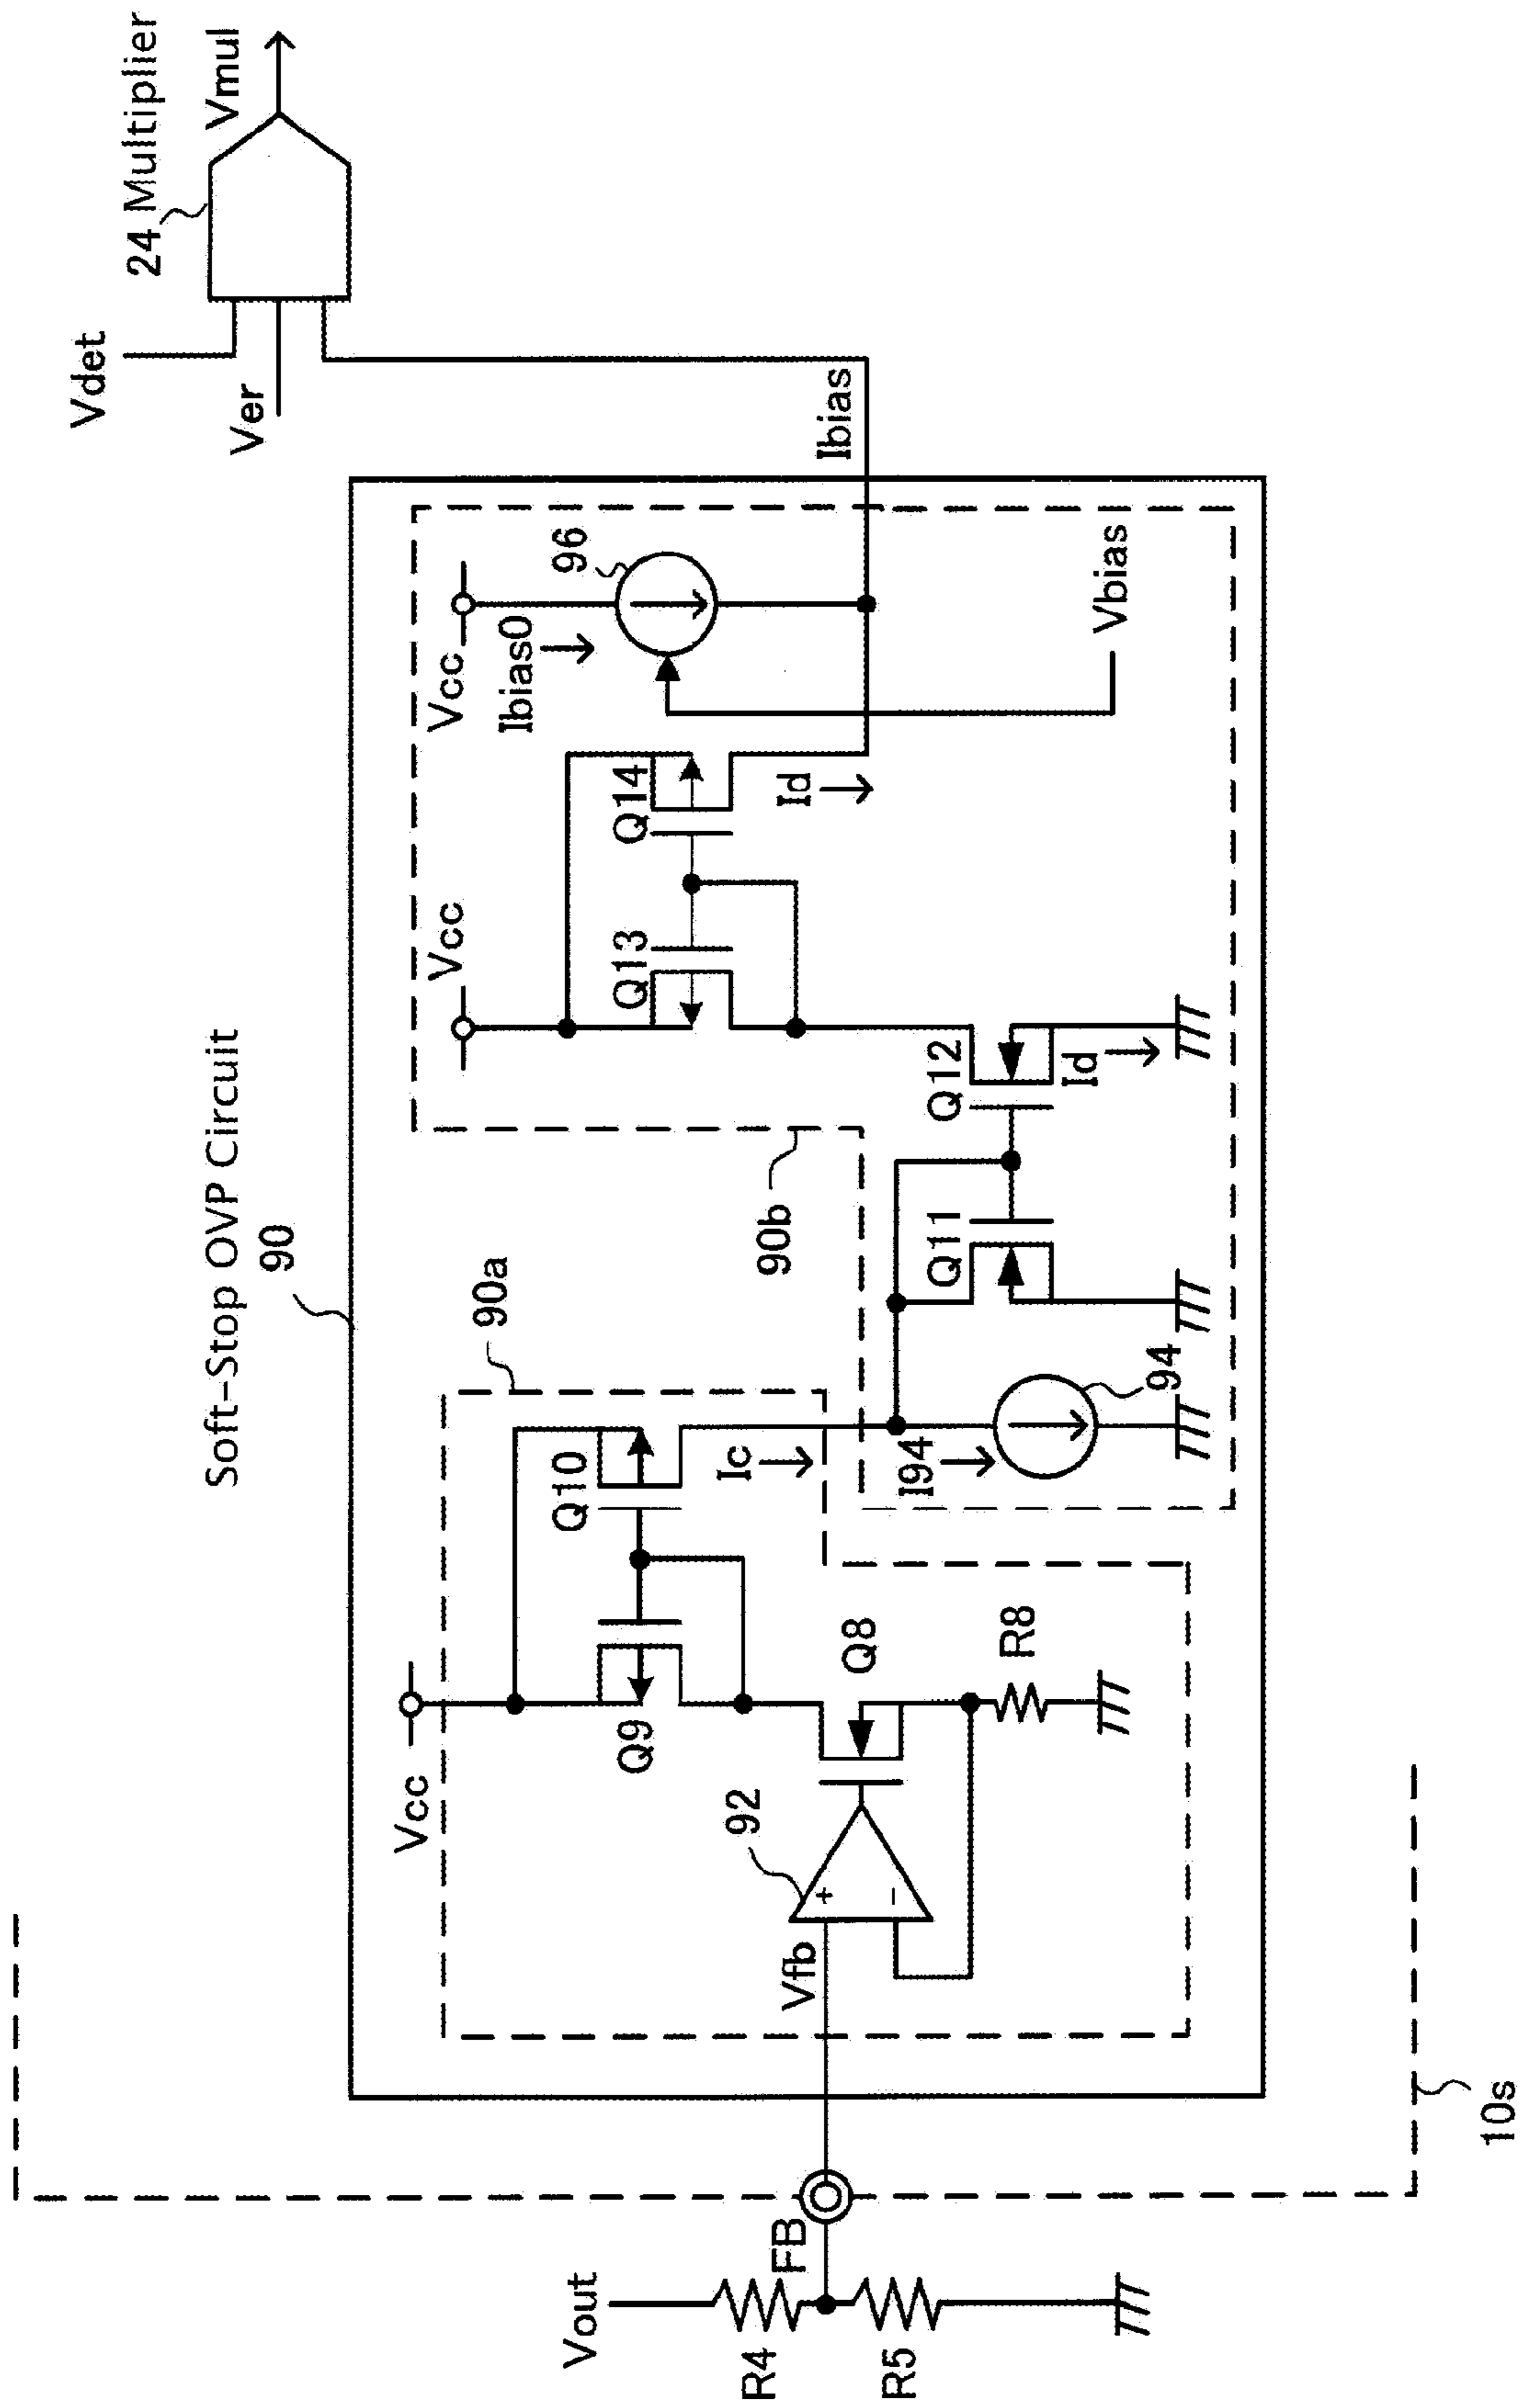 Soft-Stop OVP Circuit
90
24 Multiplier
Vmul
Vdet
Ver
Vcc
Vcc
Vcc
90a
90b
Q9
Q10
Q13
Q14
Ibias0
96
Ibias
Ic
Id
Vfb
92
+
-
Q8
R8
I94
94
Q11
Q12
Id
Vbias
Vout
R4
R5
FB
10s